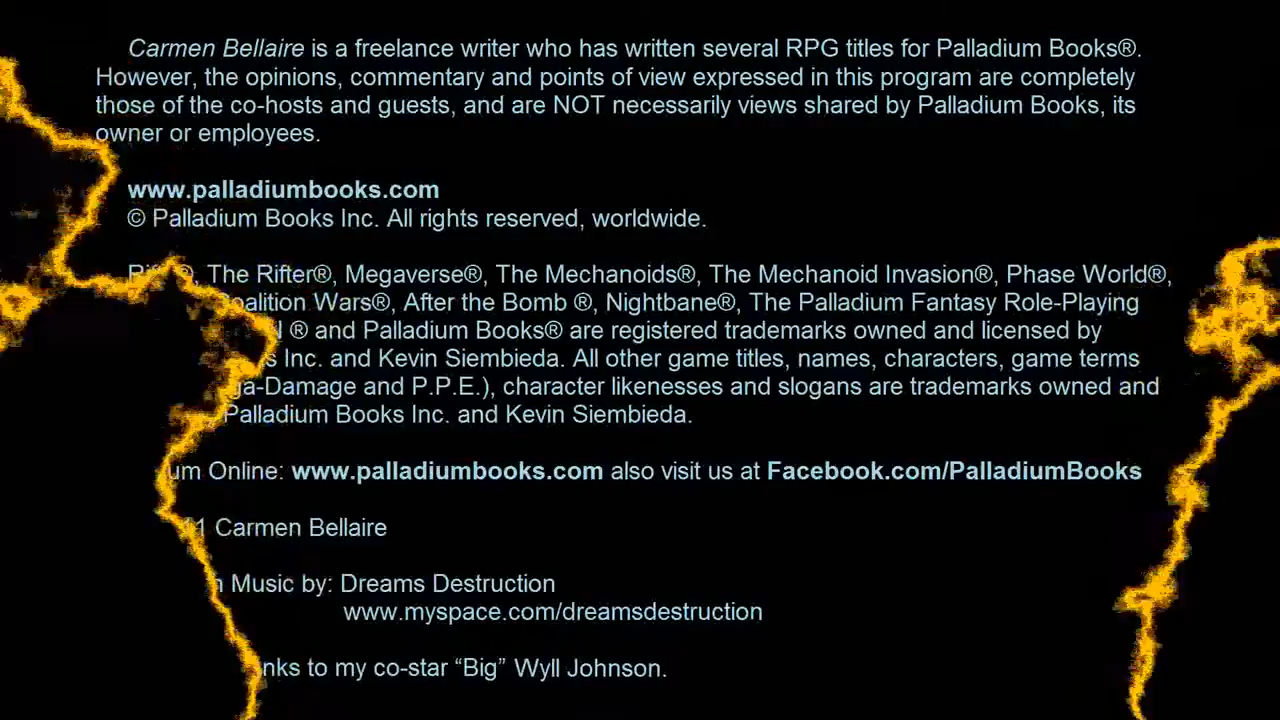 Carmen Bellaire is a freelance writer who has written several RPG titles for Palladium Books®.
However, the opinions, commentary and points of view expressed in this program are completely
those of the co-hosts and guests, and are NOT necessarily views shared by Palladium Books, its
owner or employees.
www.palladiumbooks.com
© Palladium Books Inc. All rights reserved, worldwide.
The Rifter®, Megaverse®, The Mechanoids®, The Mechanoid Invasion®, Phase World®,
Coalition Wars®, After the Bomb ®, Nightbane®, The Palladium Fantasy Role-Playing
® and Palladium Books® are registered trademarks owned and licensed by
Inc. and Kevin Siembieda. All other game titles, names, characters, game terms
and P.P.E.), character likenesses and slogans are trademarks owned and
Palladium Books Inc. and Kevin Siembieda.
Online: www.palladiumbooks.com also visit us at Facebook.com/PalladiumBooks
Carmen Bellaire
Music by: Dreams Destruction
www.myspace.com/dreamsdestruction
to my co-star “Big” Wyll Johnson.